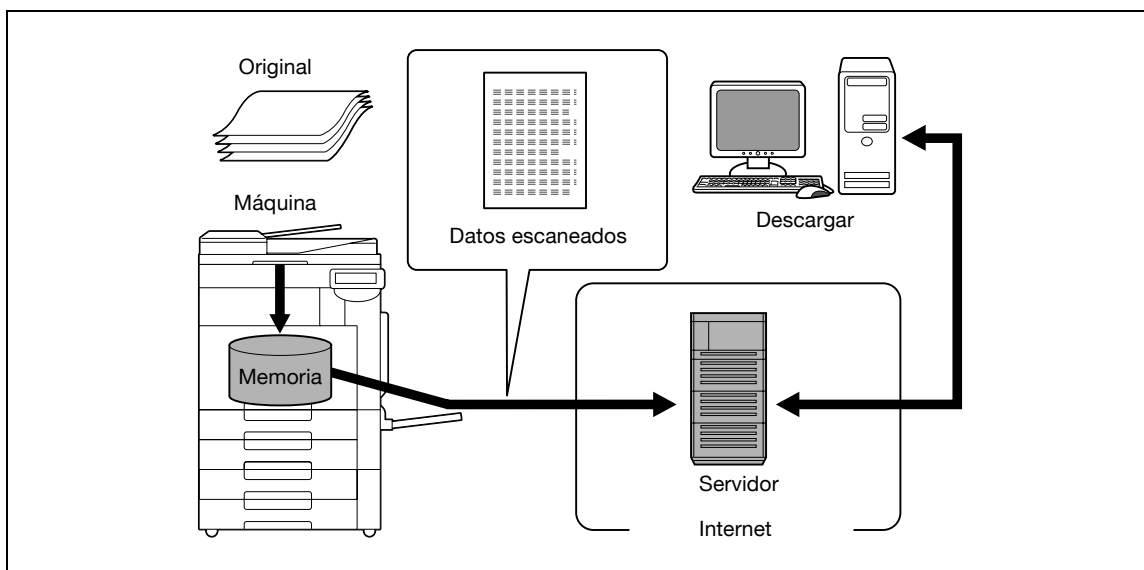 Original
Máquina
Datos escaneados
Descargar
Memoria
Servidor
Internet